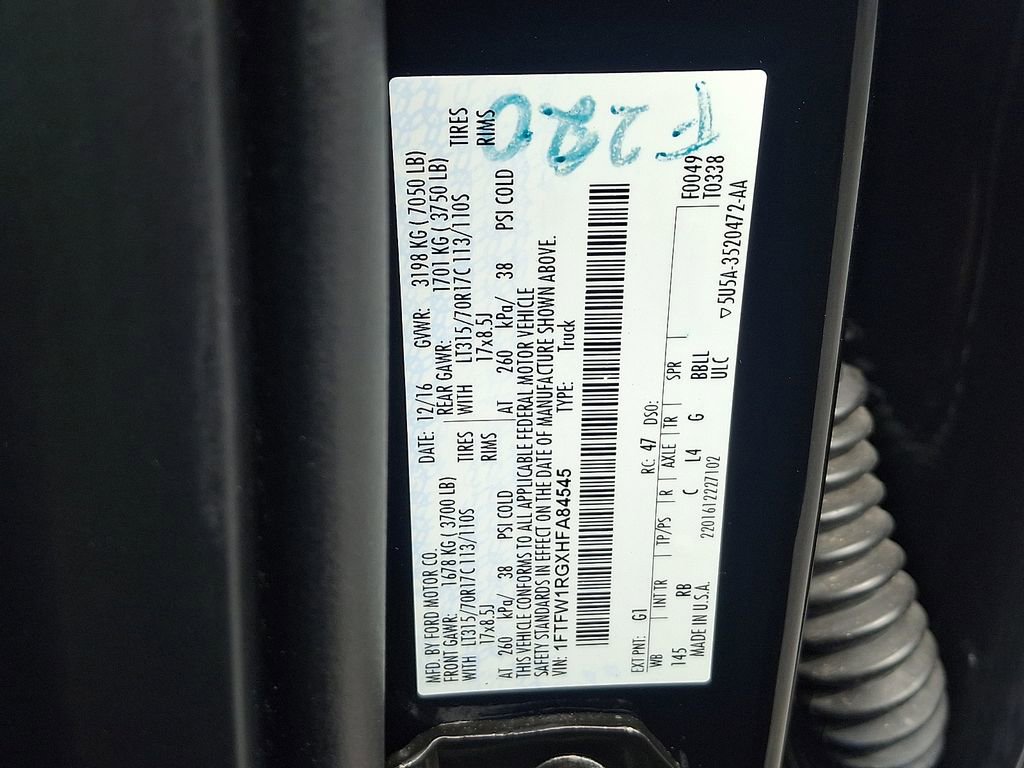 MFD. BY FORD MOTOR CO.
DATE: 12/16 GVWR: 3198 KG ( 7050 LB)
FRONT GAWR: 1678 KG ( 3700 LB)
REAR GAWR: 1701 KG ( 3750 LB)
WITH LT315/70R17C 113/110S TIRES
WITH LT315/70R17C 113/110S TIRES
17x8.5J RIMS
17x8.5J RIMS
AT 260 kPa/ 38 PSI COLD
AT 260 kPa/ 38 PSI COLD
THIS VEHICLE CONFORMS TO ALL APPLICABLE FEDERAL MOTOR VEHICLE
SAFETY STANDARDS IN EFFECT ON THE DATE OF MANUFACTURE SHOWN ABOVE.
VIN: 1FTFW1RGXHFA84545 TYPE: Truck
F220
EXT PNT: G1 RC: 47 DSO:
WB INT TR TP/PS R AXLE TR SPR
F0049
145 RB C L4 G BBLL
T0338
MADE IN U.S.A. 2201612227102 ULC
▽5U5A-3520472-AA